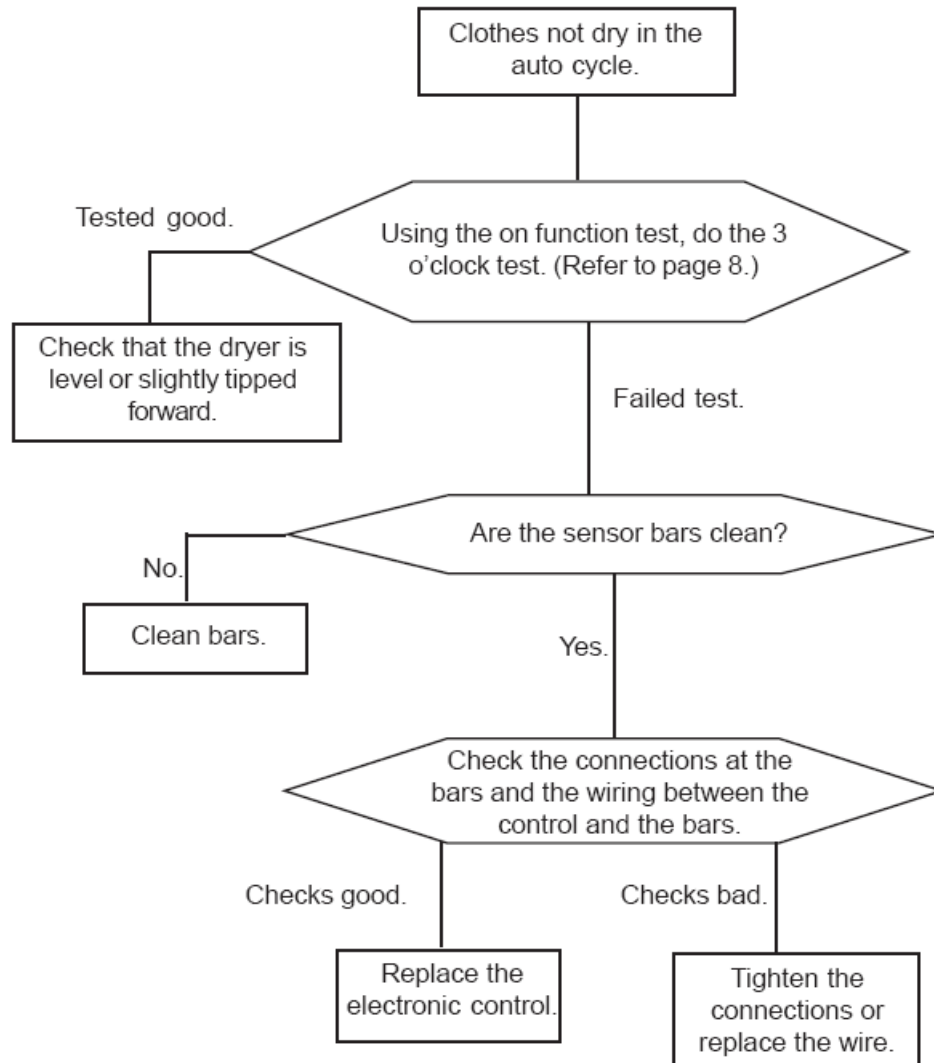 Clothes not dry in the
auto cycle.
Tested good.
Using the on function test, do the 3
o'clock test. (Refer to page 8.)
Check that the dryer is
level or slightly tipped
forward.
Failed test.
Are the sensor bars clean?
No.
Clean bars.
Yes.
Check the connections at the
bars and the wiring between the
control and the bars.
Checks good.
Checks bad.
Replace the
electronic control.
Tighten the
connections or
replace the wire.